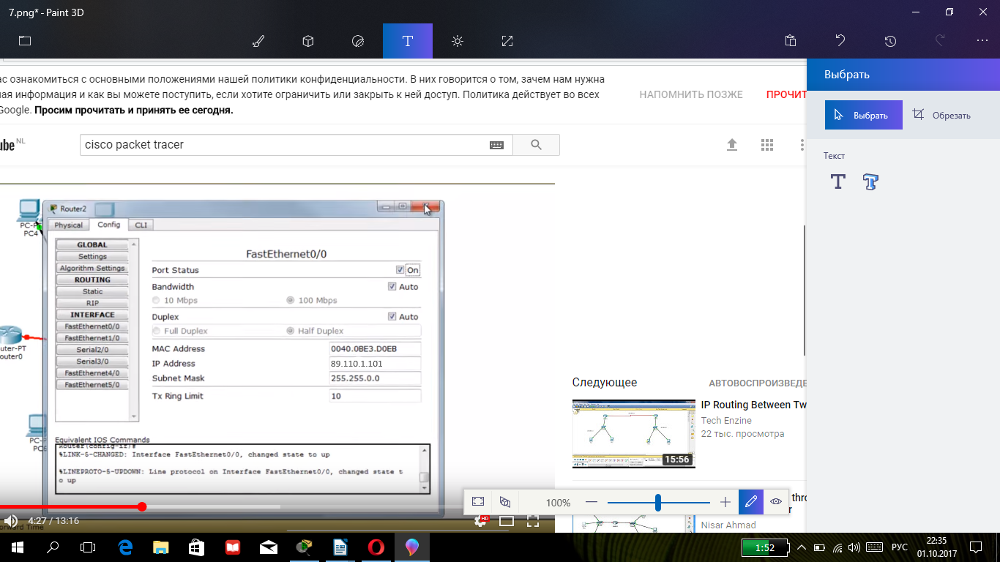 7.png* - Paint 3D
Выбрать
ас ознакомиться с основными положениями нашей политики конфиденциальности. В них говорится о том, зачем нам нужна
ная информация и как вы можете поступить, если хотите ограничить или закрыть к ней доступ. Политика действует во всех
Google. Просим прочитать и принять ее сегодня.
НАПОМНИТЬ ПОЗЖЕ
ПРОЧИТ
Выбрать
Обрезать
Текст
ube NL
cisco packet tracer
Router2
PC-PT
PC4
Physical
Config
CLI
GLOBAL
Settings
Algorithm Settings
ROUTING
Static
RIP
INTERFACE
FastEthernet0/0
FastEthernet1/0
Serial2/0
Serial3/0
FastEthernet4/0
FastEthernet5/0
FastEthernet0/0
Port Status
On
Bandwidth
Auto
10 Mbps
100 Mbps
Duplex
Auto
Full Duplex
Half Duplex
MAC Address
0040.0BE3.D0EB
IP Address
89.110.1.101
Subnet Mask
255.255.0.0
Tx Ring Limit
10
uter-PT
outer0
Equivalent IOS Commands
Router(config-if)#
%LINK-5-CHANGED: Interface FastEthernet0/0, changed state to up
%LINEPROTO-5-UPDOWN: Line protocol on Interface FastEthernet0/0, changed state t
o up
Следующее
АВТОВОСПРОИЗВЕДЕ
IP Routing Between Tw
Tech Enzine
22 тыс. просмотра
15:56
thro
r
Nisar Ahmad
100%
4:27 / 13:16
HD
orward Time
1:52
РУС
22:35
01.10.2017